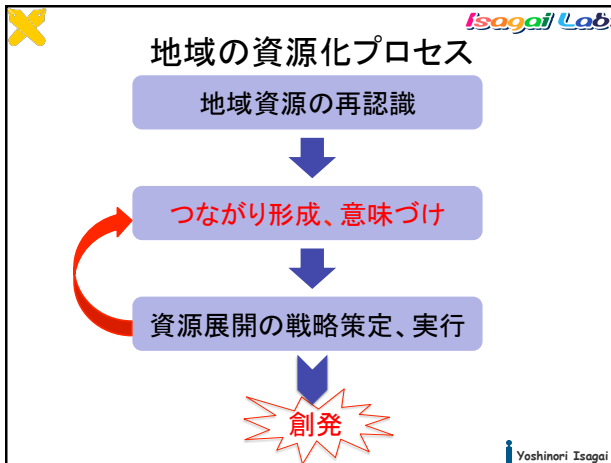 Isagai Lab.
地域の資源化プロセス
地域資源の再認識
つながり形成、意味づけ
資源展開の戦略策定、実行
創発
Yoshinori Isagai